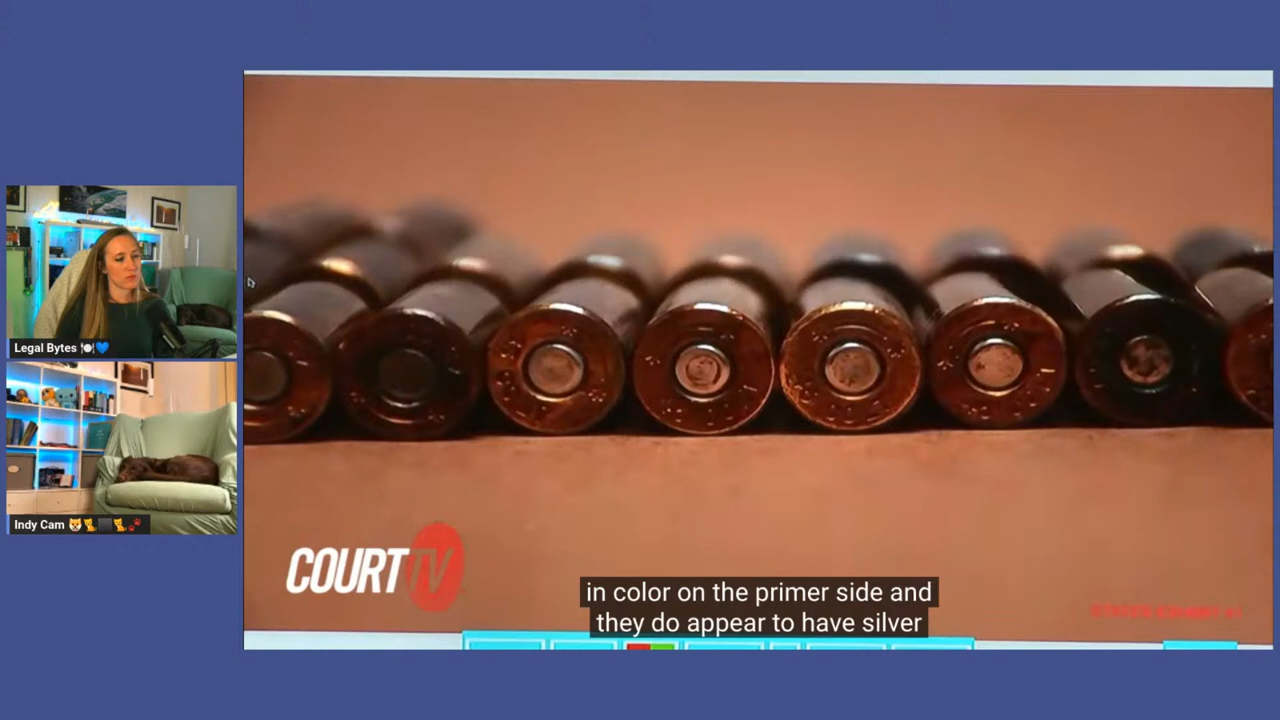 Legal Bytes 🍽️💙
Indy Cam
COURT TV
in color on the primer side and
they do appear to have silver